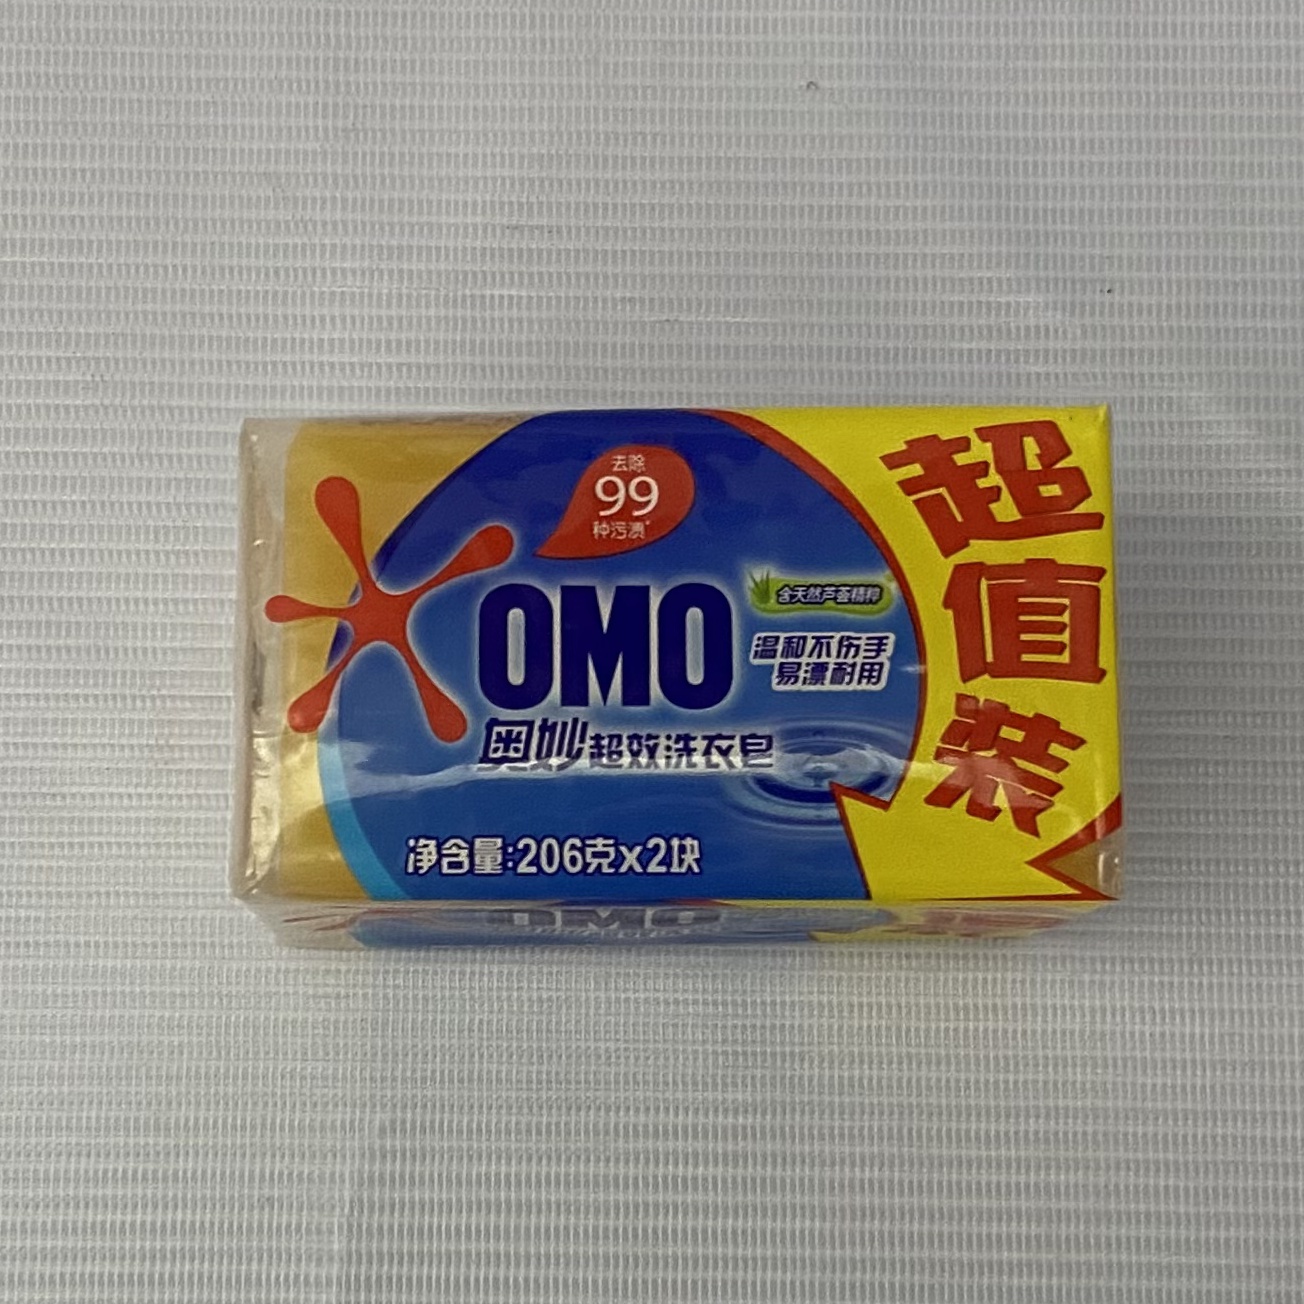 去除
99
种污渍*
OMO
奥妙超效洗衣皂
含天然芦荟精粹
温和不伤手
易漂耐用
净含量:206克x2块
超值装
OMO